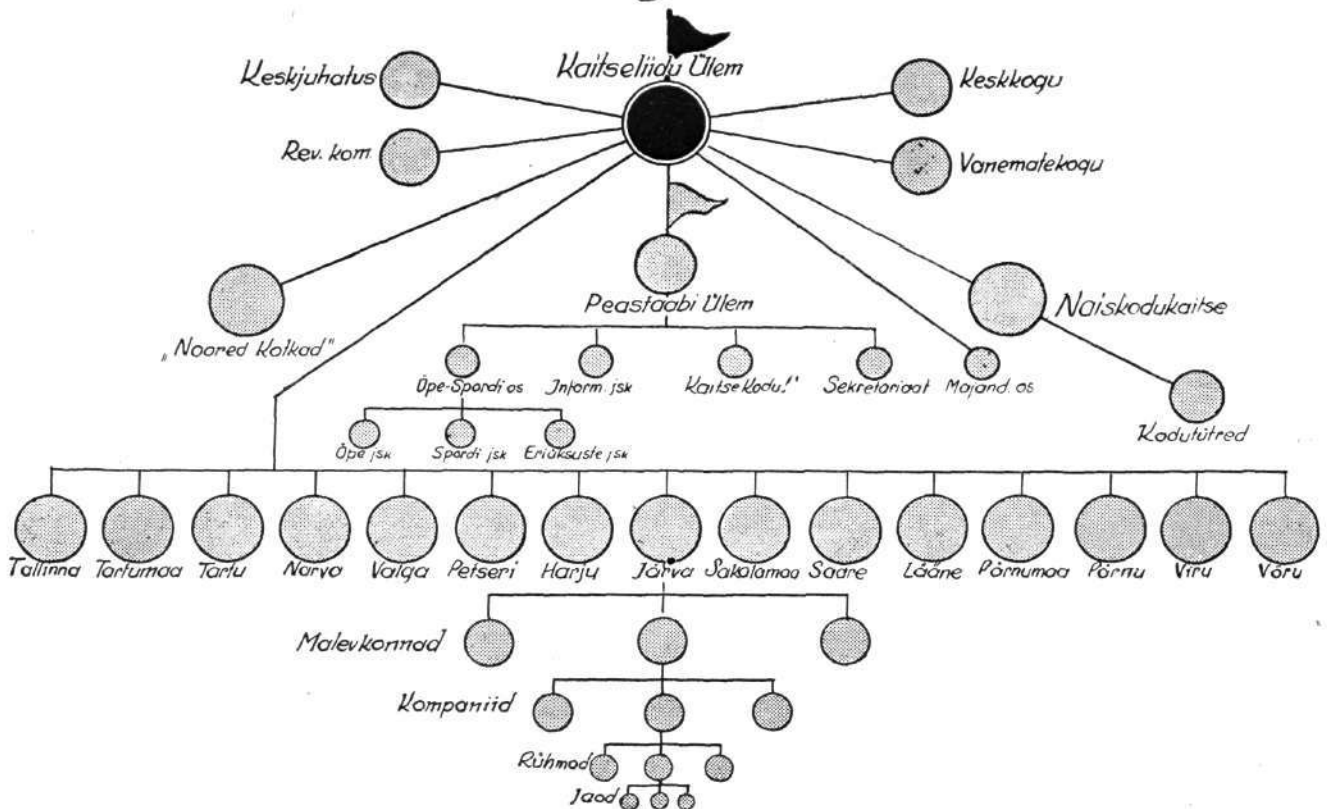 Kaitseliidu Ülem
Keskjuhatus
Keskkogu
Rev. kom.
Vanematekogu
Peastaabi Ülem
Naiskodukaitse
„Noored Kotkad"
Õpe-Spordi os
Inform. jsk
Kaitse Kodu!"
Sekretariaat
Majand. os
Kodutütred
Õpe jsk
Spordi jsk
Eriüksuste jsk
Tallinna Tartumaa Tartu Narva Valga Petseri Harju Järva Sakalamaa Saare Lääne Pärnumaa Pärnu Viru Võru
Malevkonnad
Kompaniid
Rühmad
Jaod